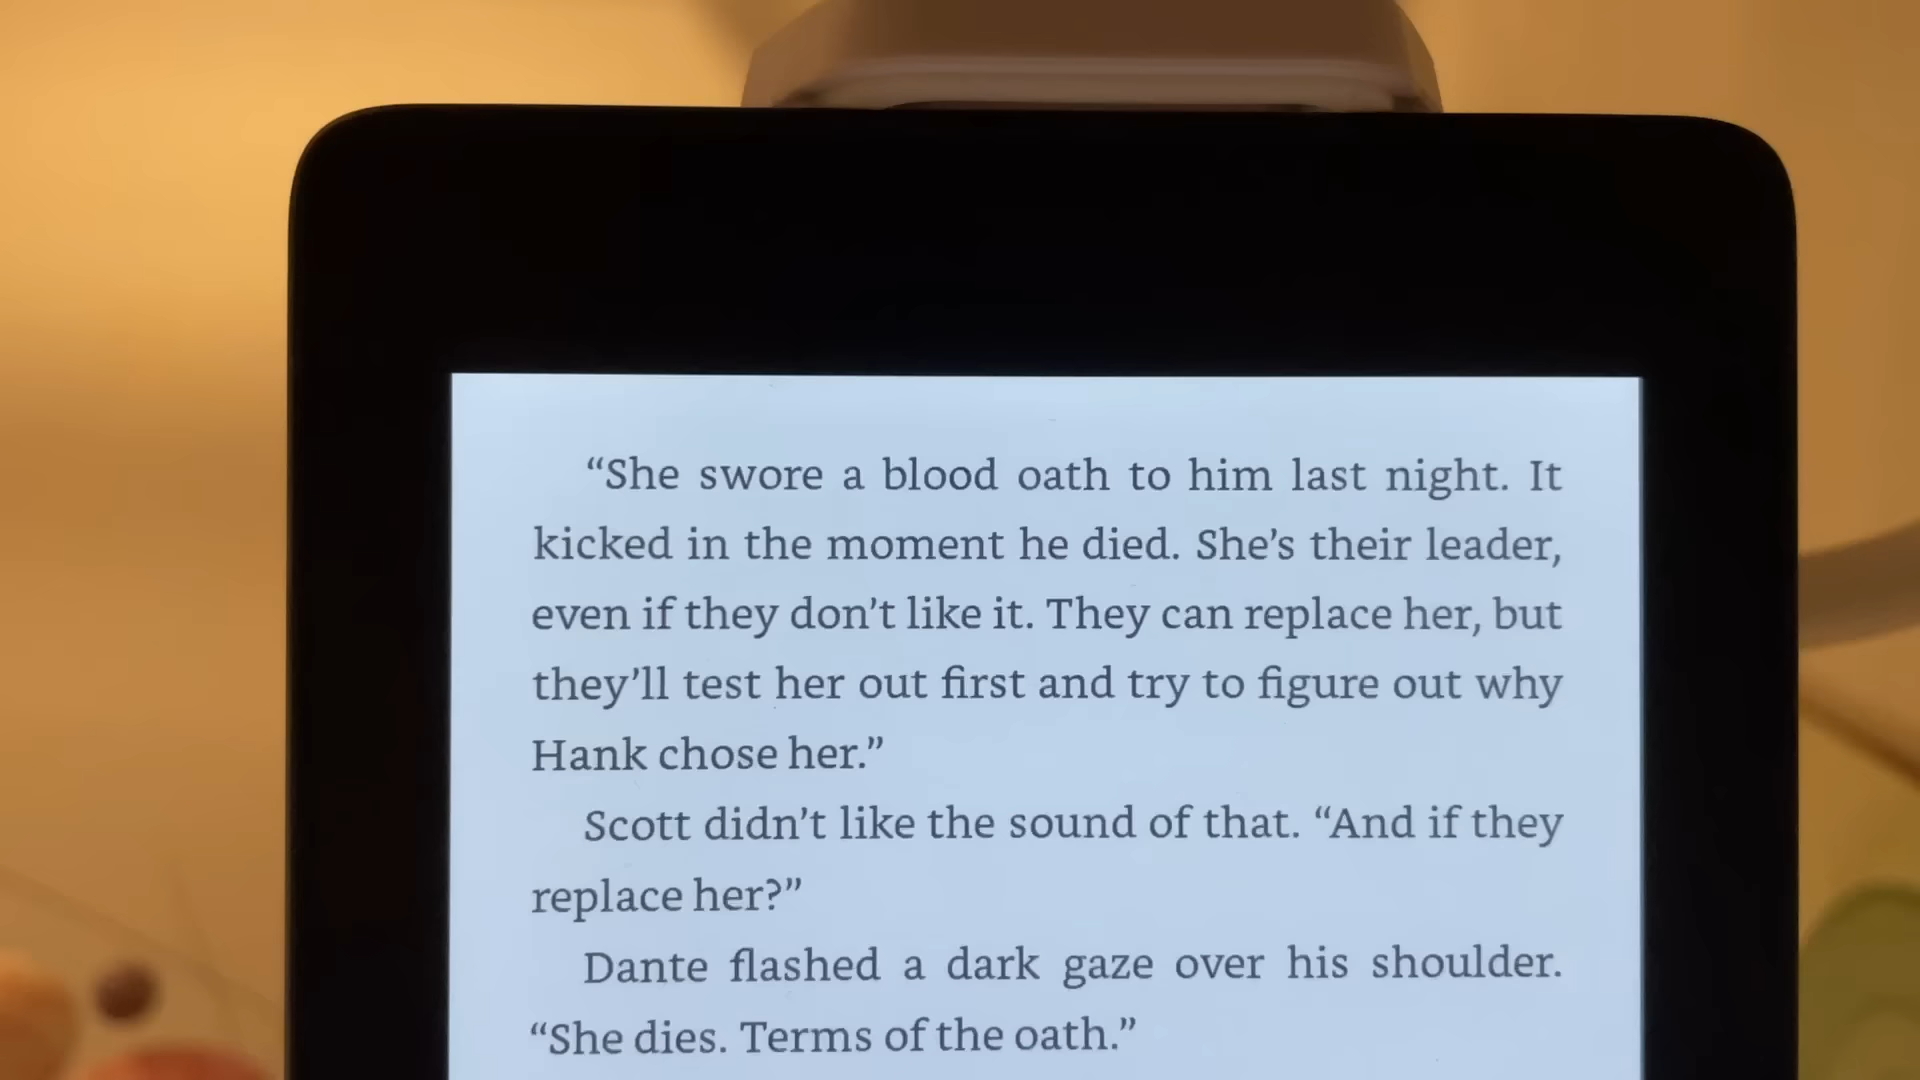 “She swore a blood oath to him last night. It
kicked in the moment he died. She’s their leader,
even if they don’t like it. They can replace her, but
they’ll test her out first and try to figure out why
Hank chose her.”
Scott didn’t like the sound of that. “And if they
replace her?”
Dante flashed a dark gaze over his shoulder.
“She dies. Terms of the oath.”